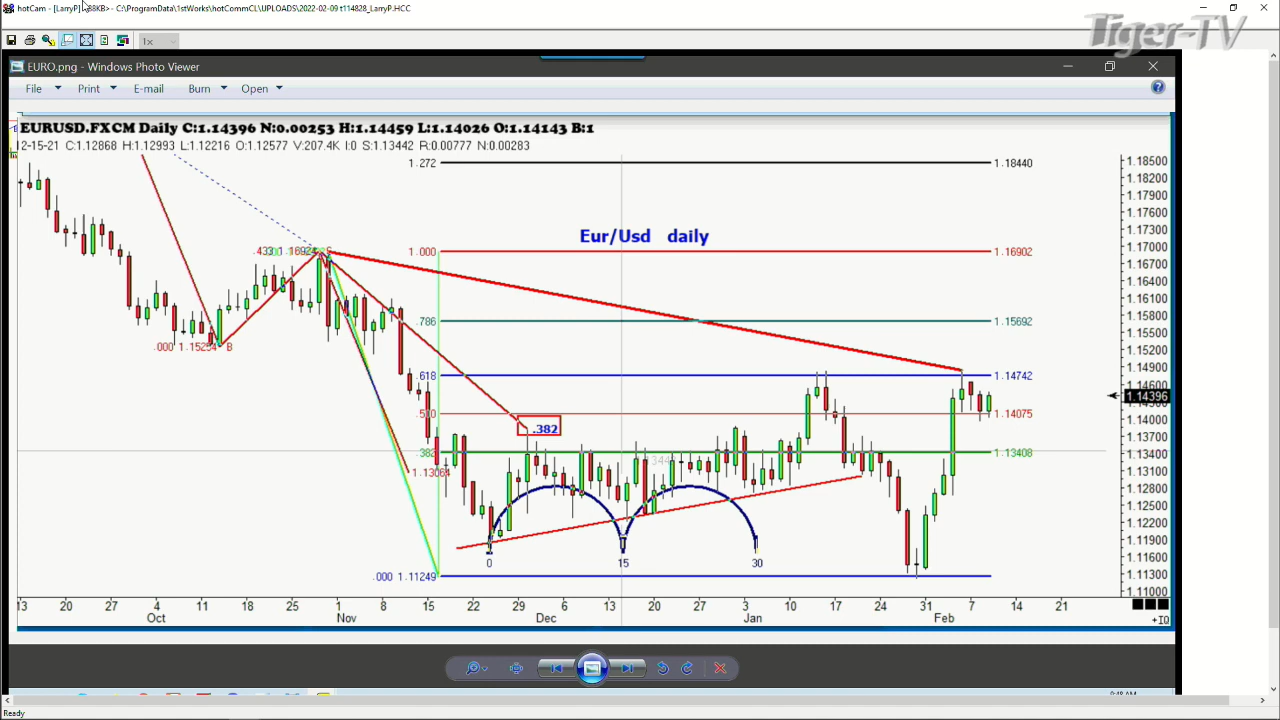 hotCam - [LarryP] <88KB>- C:\ProgramData\1stWorks\hotCommCL\UPLOADS\2022-02-09 t114828_LarryP.HCC
Tiger-TV
1x
EURO.png - Windows Photo Viewer
File Print E-mail Burn Open
EURUSD.FXCM Daily C:1.14396 N:0.00253 H:1.14459 L:1.14026 O:1.14143 B:1
12-15-21 C:1.12868 H:1.12993 L:1.12216 O:1.12577 V:207.4K I:0 S:1.13442 R:0.00777 N:0.00283
1.272 1.18440
Eur/Usd daily
1.000 1.16902
.786 1.15692
.000 1.15254 B
.618 1.14742
.500 1.14075
.382
.382 1.13408
0 15 30
.000 1.11249
1.18500
1.18200
1.17900
1.17600
1.17300
1.17000
1.16700
1.16400
1.16100
1.15800
1.15500
1.15200
1.14900
1.14600
1.14396
1.14000
1.13700
1.13400
1.13100
1.12800
1.12500
1.12200
1.11900
1.11600
1.11300
1.11000
13 20 27 4 11 18 25 1 8 15 22 29 6 13 20 27 3 10 17 24 31 7 14 21
Oct Nov Dec Jan Feb
+IQ
Ready